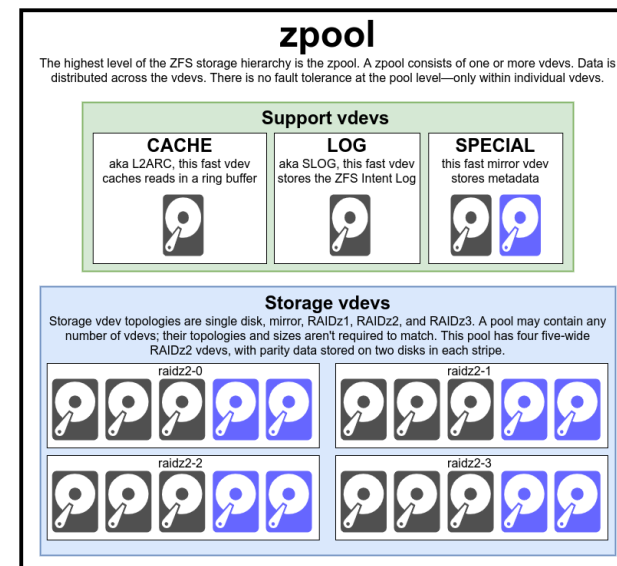 zpool
The highest level of the ZFS storage hierarchy is the zpool. A zpool consists of one or more vdevs. Data is
distributed across the vdevs. There is no fault tolerance at the pool level—only within individual vdevs.
Support vdevs
CACHE
aka L2ARC, this fast vdev
caches reads in a ring buffer
LOG
aka SLOG, this fast vdev
stores the ZFS Intent Log
SPECIAL
this fast mirror vdev
stores metadata
Storage vdevs
Storage vdev topologies are single disk, mirror, RAIDz1, RAIDz2, and RAIDz3. A pool may contain any
number of vdevs; their topologies and sizes aren't required to match. This pool has four five-wide
RAIDz2 vdevs, with parity data stored on two disks in each stripe.
raidz2-0
raidz2-1
raidz2-2
raidz2-3